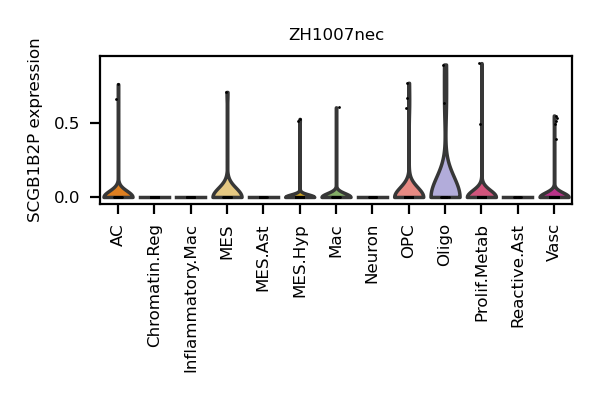 ZH1007nec
SCGB1B2P expression
0.5
0.0
AC
Chromatin.Reg
Inflammatory.Mac
MES
MES.Ast
MES.Hyp
Mac
Neuron
OPC
Oligo
Prolif.Metab
Reactive.Ast
Vasc